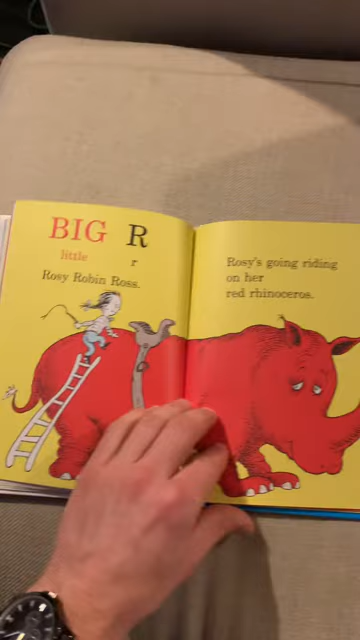 BIG R
little r
Rosy Robin Ross.
Rosy's going riding
on her
red rhinoceros.